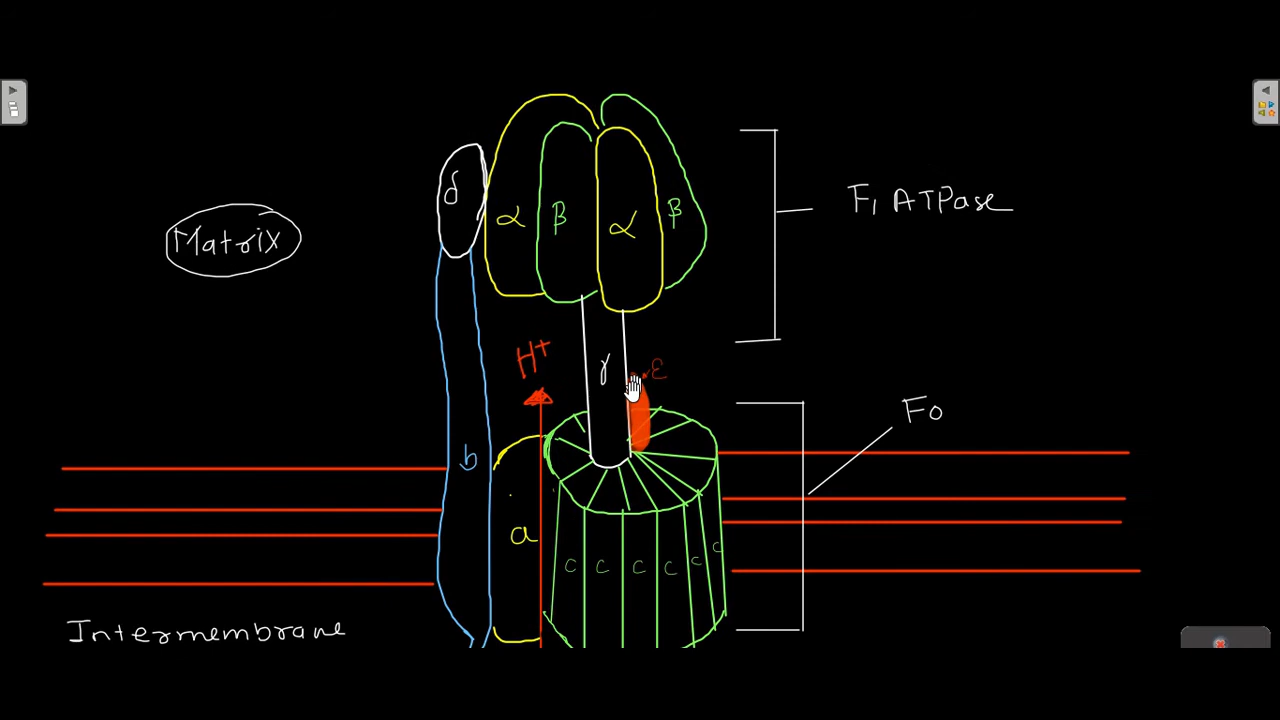 δ
α
β
α
β
F1 ATPase
Matrix
H+
γ
ε
Fo
b
a
c c c c c c
Intermembrane